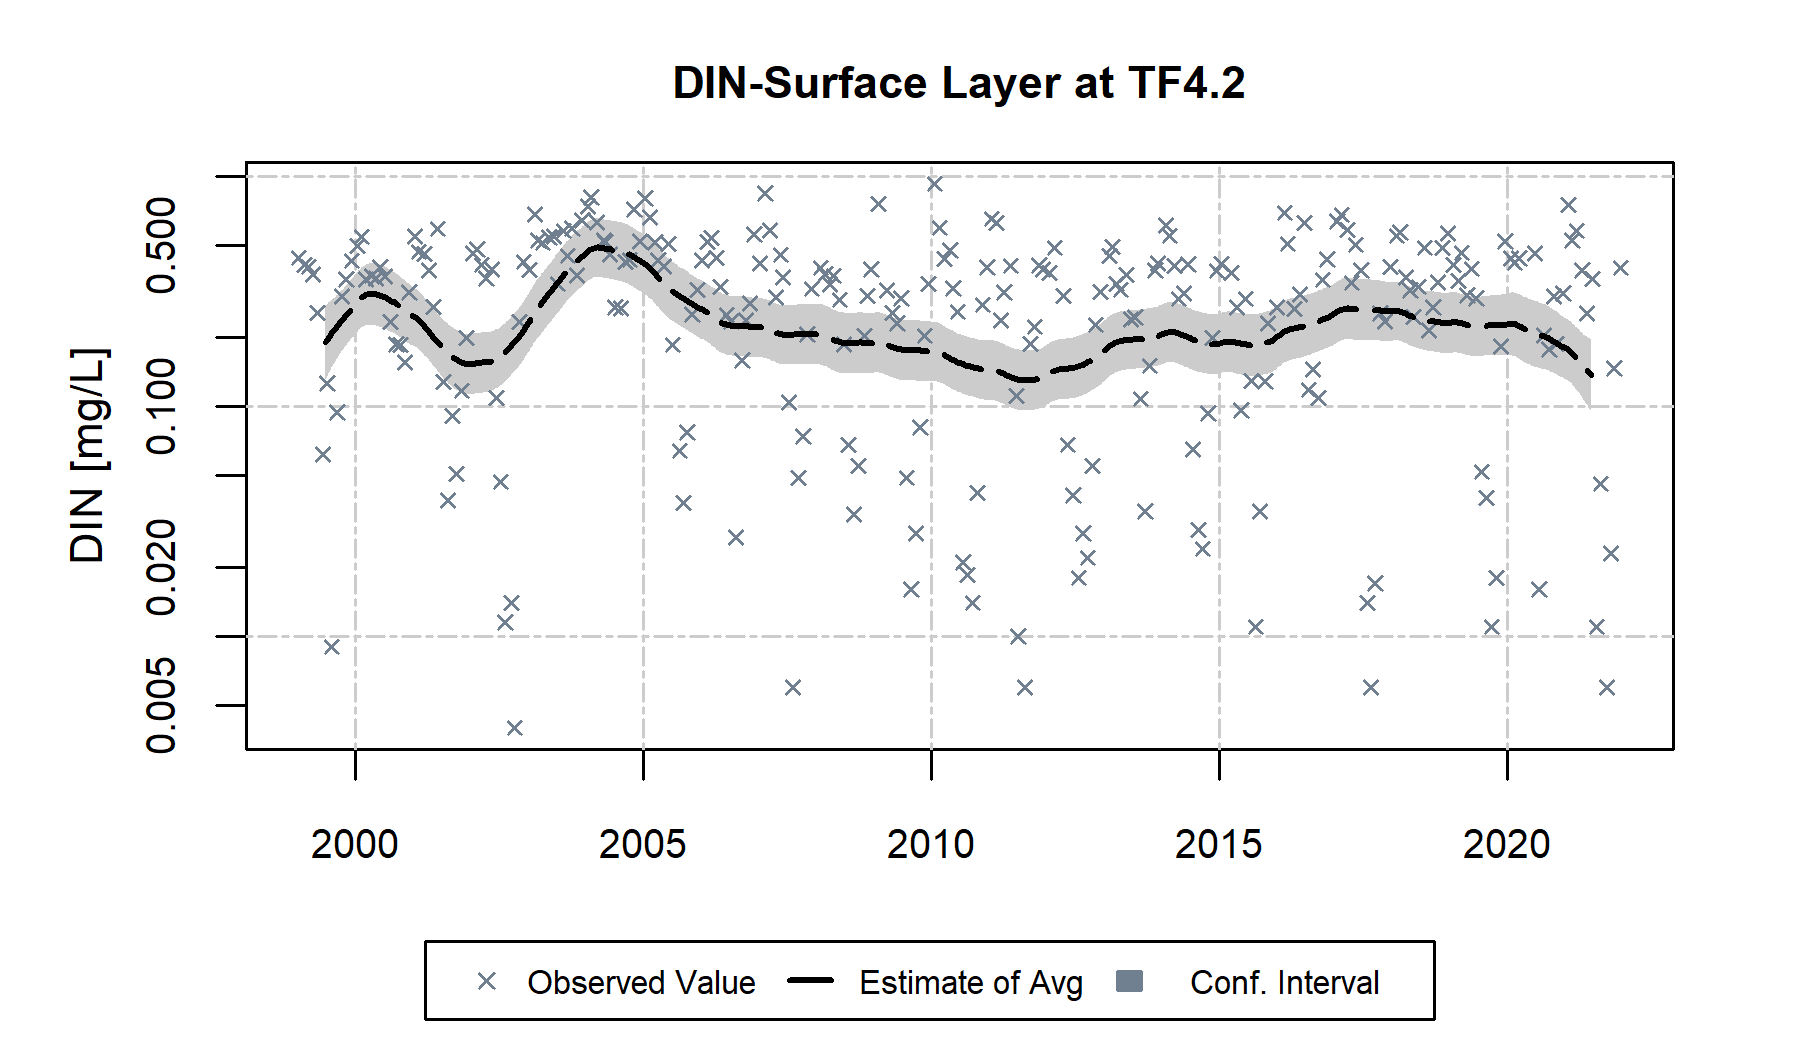 DIN-Surface Layer at TF4.2
DIN [mg/L]
0.500
0.100
0.020
0.005
2000 2005 2010 2015 2020
Observed Value Estimate of Avg Conf. Interval